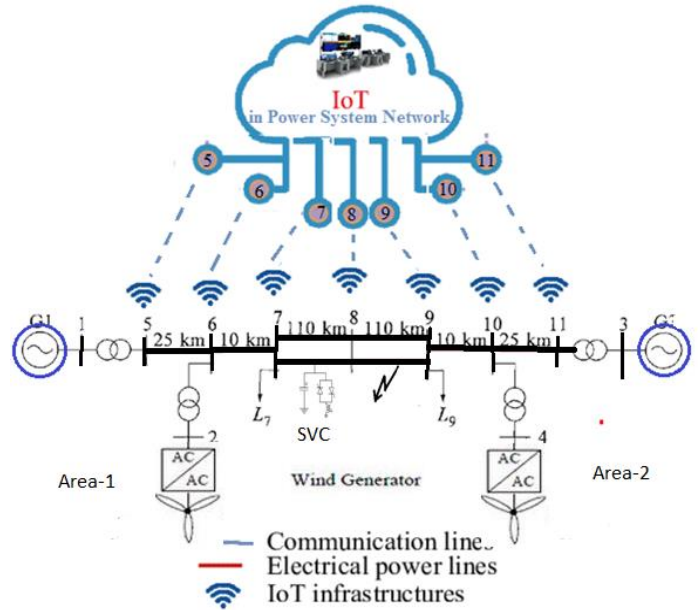 IoT
in Power System Network
5
11
6
10
7
8
9
G1
1
5
25 km
6
10 km
7
110 km
8
110 km
9
10 km
10
25 km
11
3
L7
SVC
L9
2
4
AC
AC
AC
AC
Area-1
Wind Generator
Area-2
Communication lines
Electrical power lines
IoT infrastructures